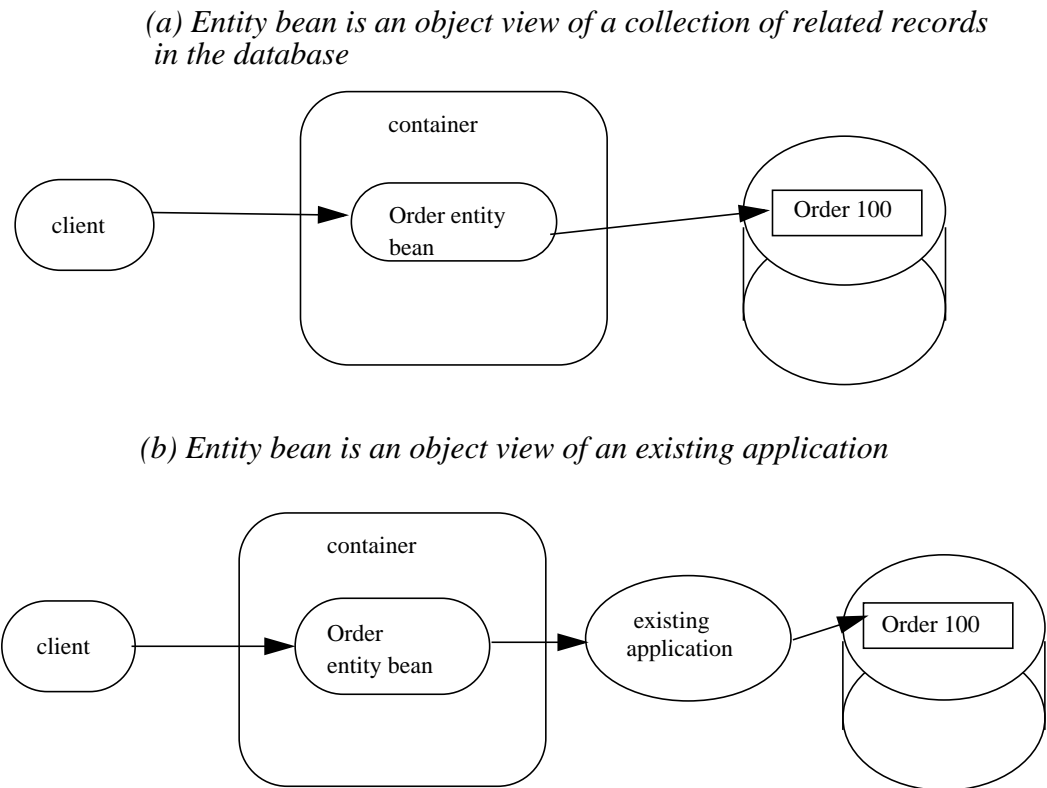 (a) Entity bean is an object view of a collection of related records
in the database
container
client
Order entity
bean
Order 100
(b) Entity bean is an object view of an existing application
container
client
Order
entity bean
existing
application
Order 100